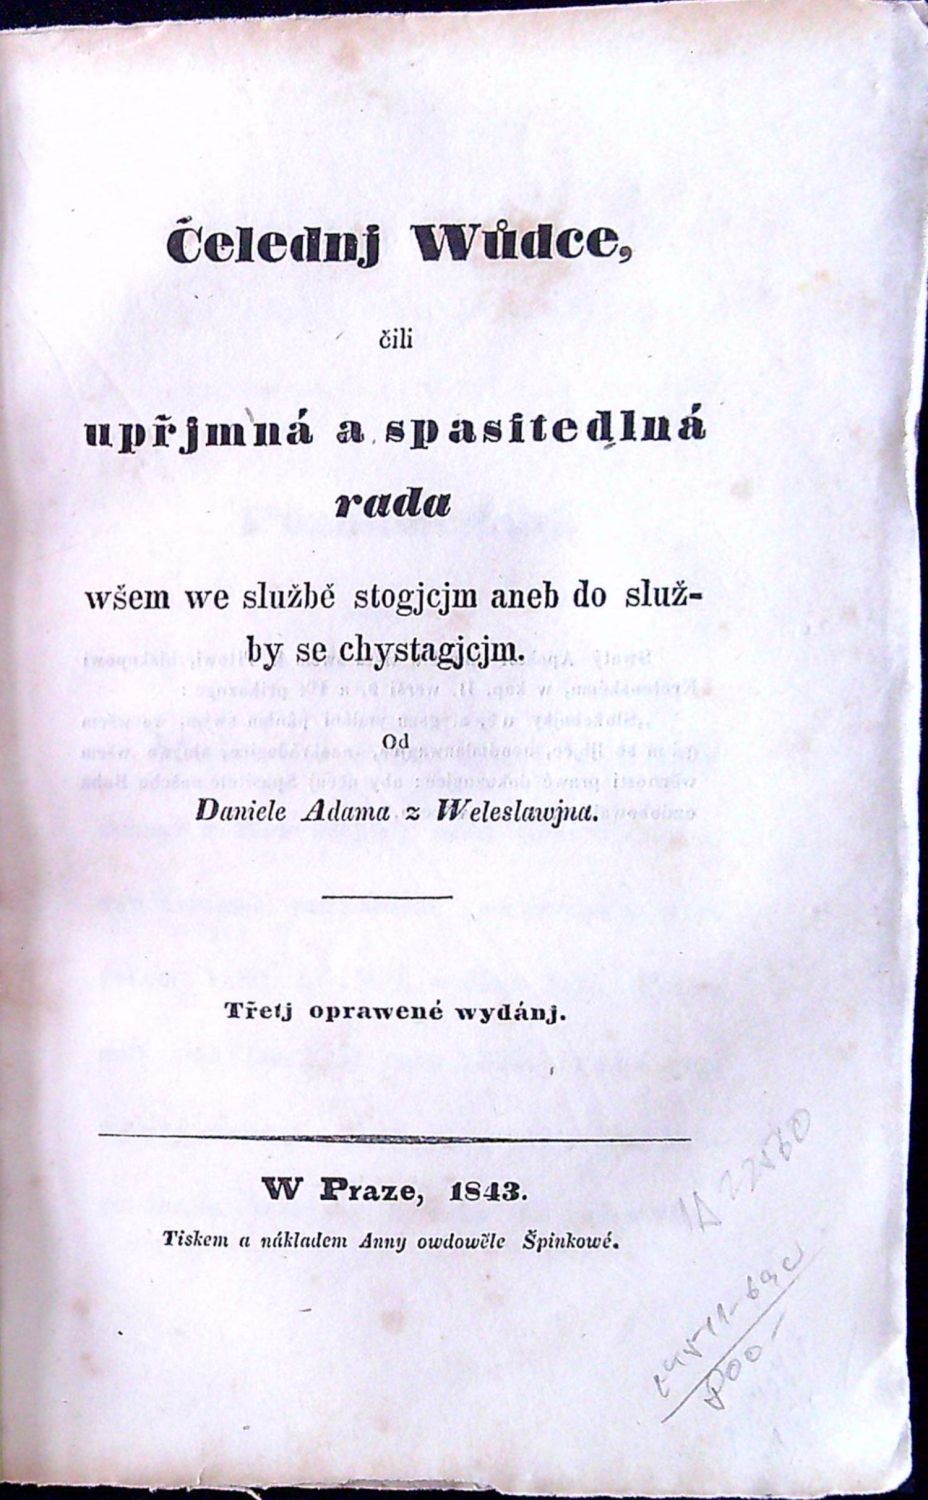 Čelednj Wůdce,
čili
upřjmná a spasitedlná
rada
wšem we službě stogjcjm aneb do služ-
by se chystagjcjm.
Od
Daniele Adama z Weleslawjna.
Třetj oprawené wydánj.
W Praze, 1843.
Tiskem a nákladem Anny owdowěle Špinkowé.